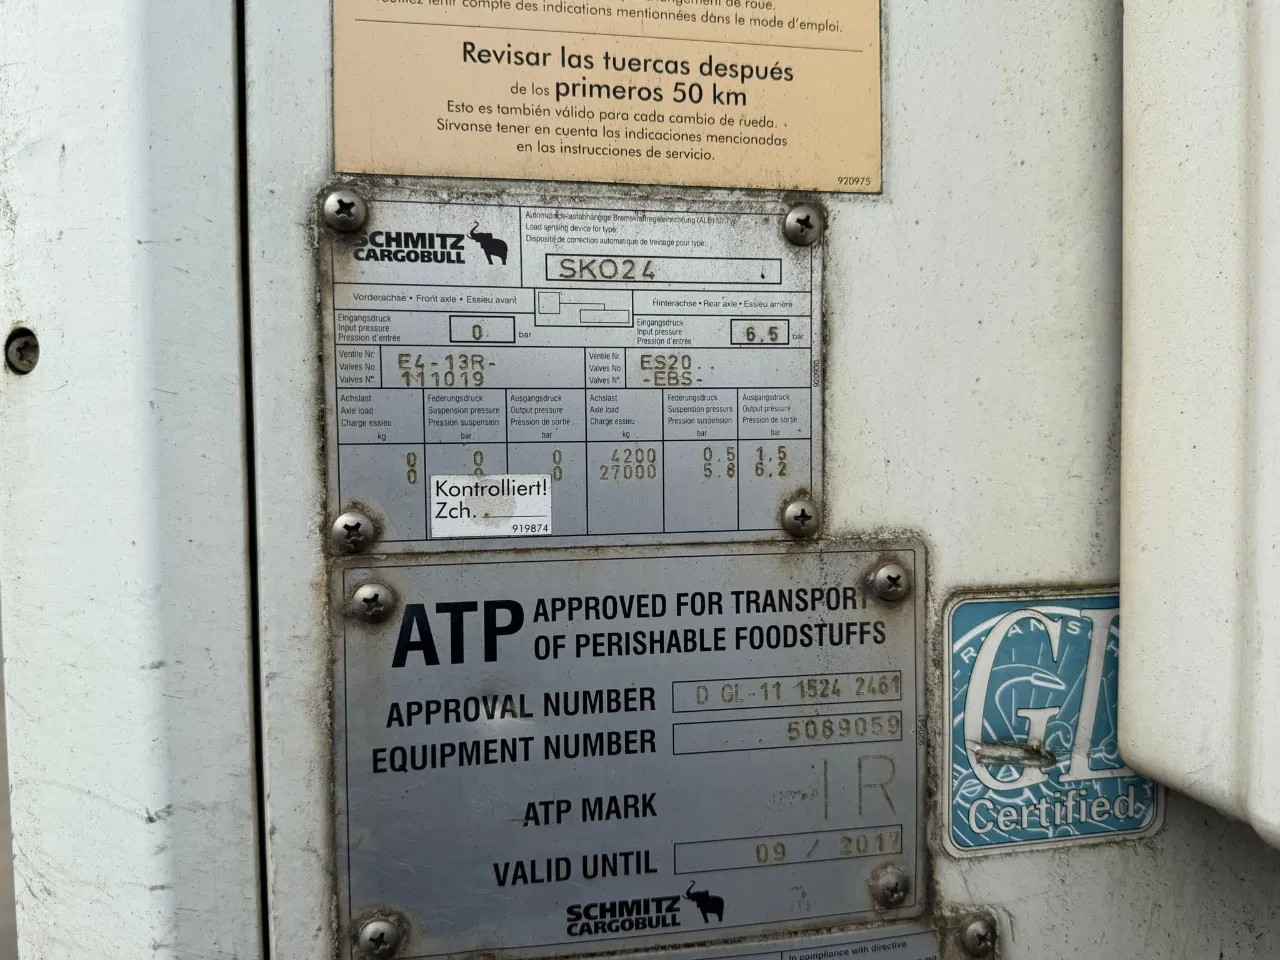 tenir compte des indications mentionnées dans le mode d'emploi.
Revisar las tuercas después
de los primeros 50 km
Esto es también válido para cada cambio de rueda.
Sírvanse tener en cuenta las indicaciones mencionadas
en las instrucciones de servicio.
920975
SCHMITZ
CARGOBULL
Load sensing device for type:
SKO24
Vorderachse • Front axle • Essieu avant
Hinterachse • Rear axle • Essieu arrière
Eingangsdruck
Input pressure
Pression d'entrée
0 bar
Eingangsdruck
Input pressure
Pression d'entrée
6.5 bar
Ventile Nr.
Valves No
Valves N°
E4-13R-
111019
Ventile Nr.
Valves No
Valves N°
ES20
-EBS-
Achslast
Axle load
Charge essieu
kg
Federungsdruck
Suspension pressure
Pression suspension
bar
Ausgangsdruck
Output pressure
Pression de sortie
bar
Achslast
Axle load
Charge essieu
kg
Federungsdruck
Suspension pressure
Pression suspension
bar
Ausgangsdruck
Output pressure
Pression de sortie
bar
0 0 0 4200 0.5 1.5
0 0 0 27000 5.8 6.2
Kontrolliert!
Zch.
919874
ATP APPROVED FOR TRANSPORT
OF PERISHABLE FOODSTUFFS
APPROVAL NUMBER D GL-11 1524 2461
EQUIPMENT NUMBER 5089059
ATP MARK IR
VALID UNTIL 09 / 2017
SCHMITZ
CARGOBULL
GL
Certified
In compliance with directive